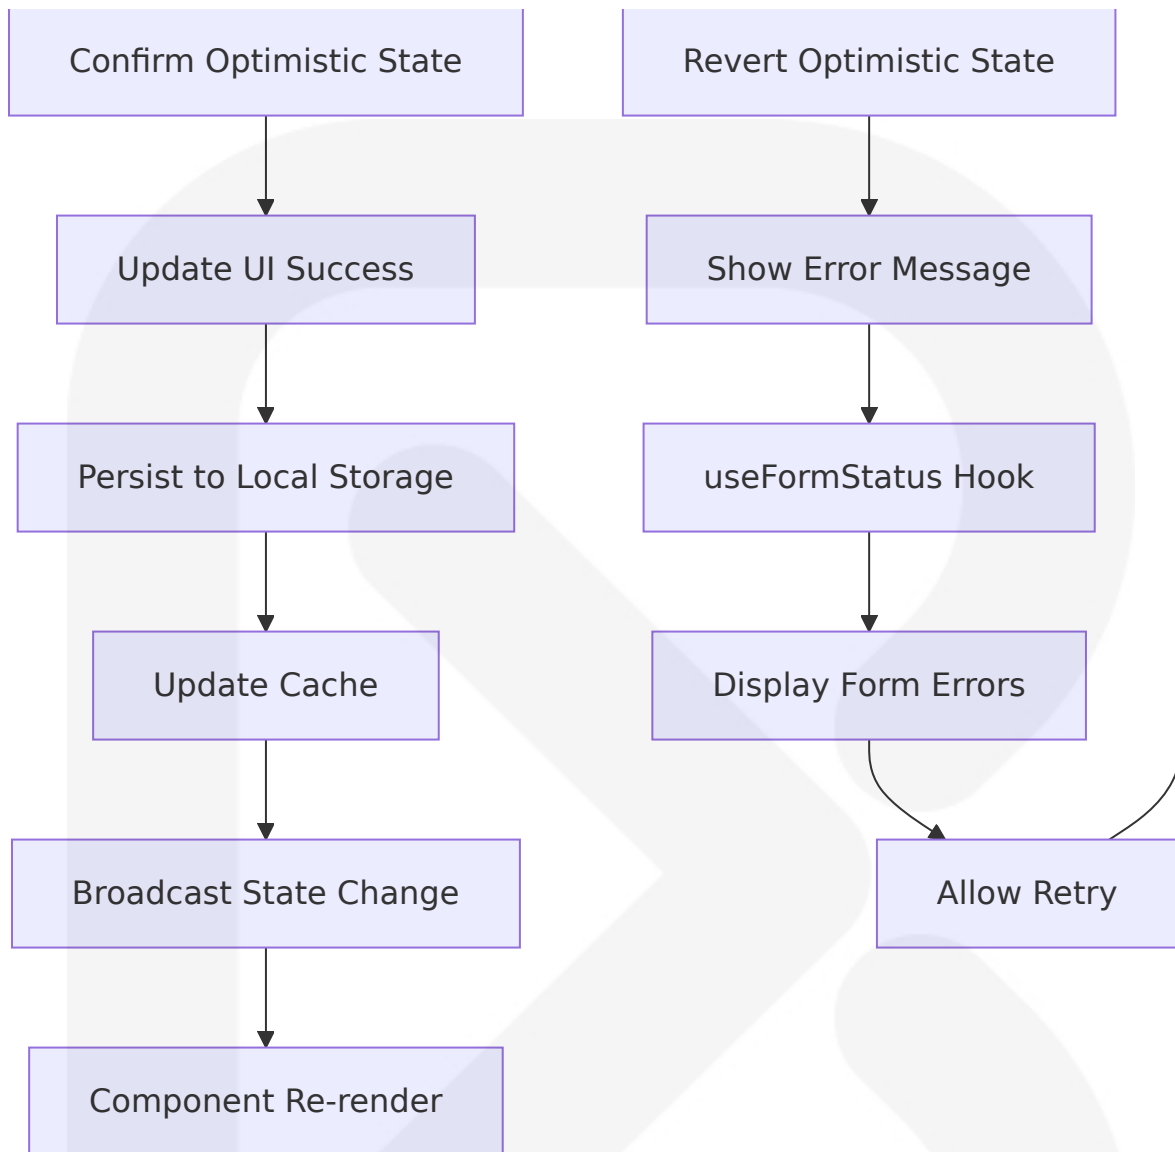 Confirm Optimistic State
Revert Optimistic State
Update UI Success
Show Error Message
Persist to Local Storage
useFormStatus Hook
Update Cache
Display Form Errors
Broadcast State Change
Allow Retry
Component Re-render